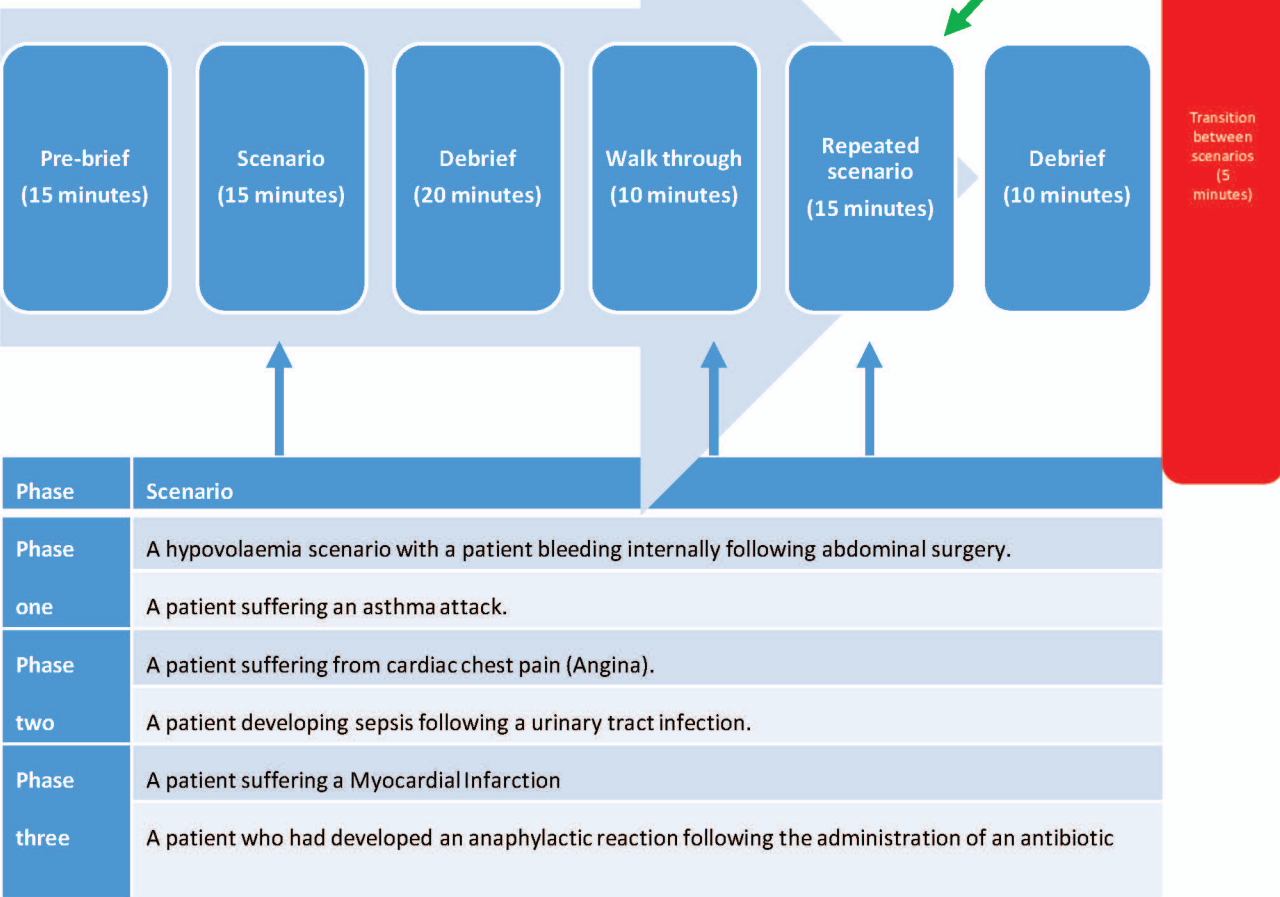 Pre-brief
(15 minutes)
Scenario
(15 minutes)
Debrief
(20 minutes)
Walk through
(10 minutes)
Repeated
scenario
(15 minutes)
Debrief
(10 minutes)
Transition
between
scenarios
(5
minutes)
Phase
Scenario
Phase
one
A hypovolaemia scenario with a patient bleeding internally following abdominal surgery.
A patient suffering an asthma attack.
Phase
two
A patient suffering from cardiac chest pain (Angina).
A patient developing sepsis following a urinary tract infection.
Phase
three
A patient suffering a Myocardial Infarction
A patient who had developed an anaphylactic reaction following the administration of an antibiotic